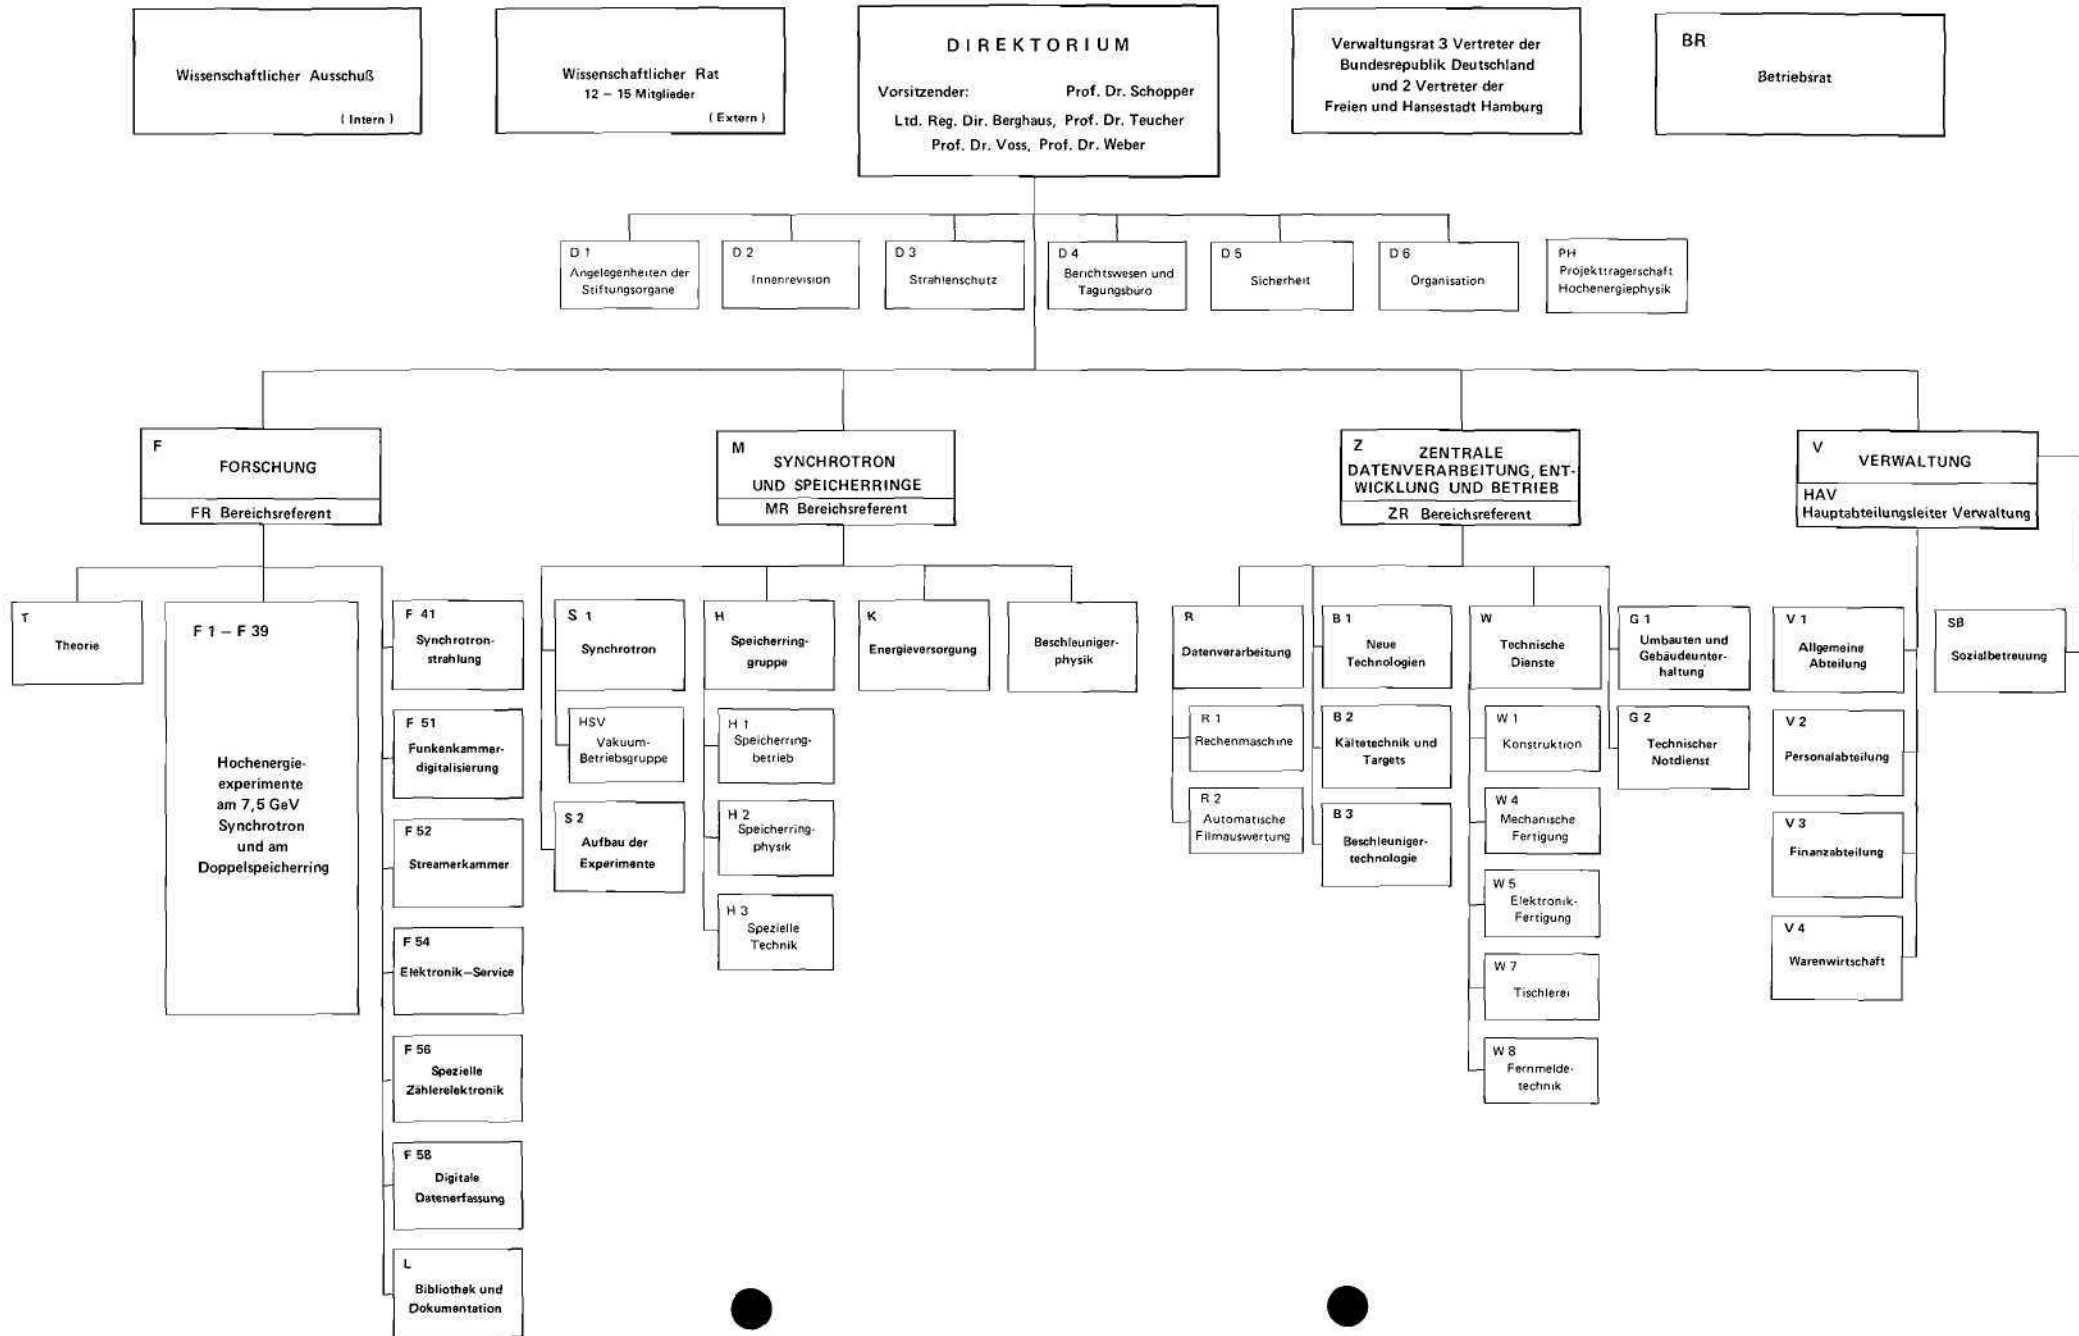 Wissenschaftlicher Ausschuß
( Intern )
Wissenschaftlicher Rat
12 – 15 Mitglieder
( Extern )
DIREKTORIUM
Vorsitzender: Prof. Dr. Schopper
Ltd. Reg. Dir. Berghaus, Prof. Dr. Teucher
Prof. Dr. Voss, Prof. Dr. Weber
Verwaltungsrat 3 Vertreter der
Bundesrepublik Deutschland
und 2 Vertreter der
Freien und Hansestadt Hamburg
BR
Betriebsrat
D 1
Angelegenheiten der
Stiftungsorgane
D 2
Innenrevision
D 3
Strahlenschutz
D 4
Berichtswesen und
Tagungsbüro
D 5
Sicherheit
D 6
Organisation
PH
Projektträgerschaft
Hochenergiephysik
F
FORSCHUNG
FR Bereichsreferent
M
SYNCHROTRON
UND SPEICHERRINGE
MR Bereichsreferent
Z
ZENTRALE
DATENVERARBEITUNG, ENT-
WICKLUNG UND BETRIEB
ZR Bereichsreferent
V
VERWALTUNG
HAV
Hauptabteilungsleiter Verwaltung
T
Theorie
F 1 – F 39
Hochenergie-
experimente
am 7,5 GeV
Synchrotron
und am
Doppelspeicherring
F 41
Synchrotron-
strahlung
F 51
Funkenkammer-
digitalisierung
F 52
Streamerkammer
F 54
Elektronik–Service
F 56
Spezielle
Zählerelektronik
F 58
Digitale
Datenerfassung
L
Bibliothek und
Dokumentation
S 1
Synchrotron
HSV
Vakuum-
Betriebsgruppe
S 2
Aufbau der
Experimente
H
Speicherring-
gruppe
H 1
Speicherring-
betrieb
H 2
Speicherring-
physik
H 3
Spezielle
Technik
K
Energieversorgung
Beschleuniger-
physik
R
Datenverarbeitung
R 1
Rechenmaschine
R 2
Automatische
Filmauswertung
B 1
Neue
Technologien
B 2
Kältetechnik und
Targets
B 3
Beschleuniger-
technologie
W
Technische
Dienste
W 1
Konstruktion
W 4
Mechanische
Fertigung
W 5
Elektronik-
Fertigung
W 7
Tischlerei
W 8
Fernmelde-
technik
G 1
Umbauten und
Gebäudeunter-
haltung
G 2
Technischer
Notdienst
V 1
Allgemeine
Abteilung
V 2
Personalabteilung
V 3
Finanzabteilung
V 4
Warenwirtschaft
SB
Sozialbetreuung